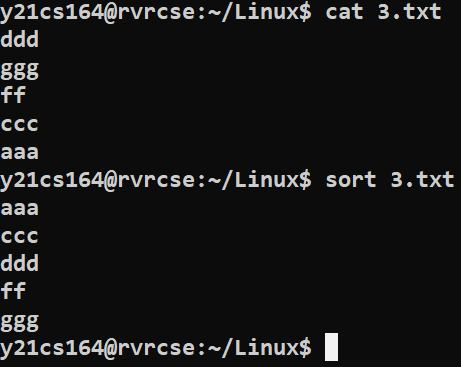 y21cs164@rvrcse:~/Linux$ cat 3.txt
ddd
ggg
ff
ccc
aaa
y21cs164@rvrcse:~/Linux$ sort 3.txt
aaa
ccc
ddd
ff
ggg
y21cs164@rvrcse:~/Linux$